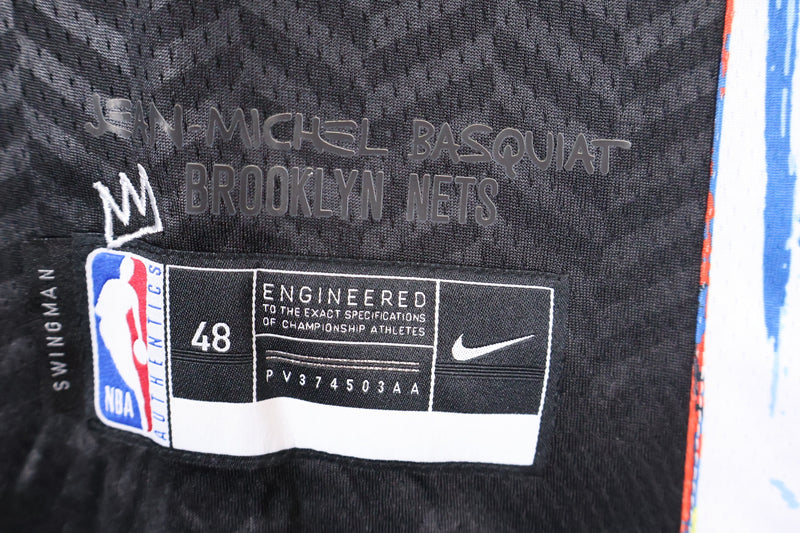 JEAN-MICHEL BASQUIAT
BROOKLYN NETS
SWINGMAN
NBA
AUTHENTICS
48
ENGINEERED
TO THE EXACT SPECIFICATIONS
OF CHAMPIONSHIP ATHLETES
PV374503AA